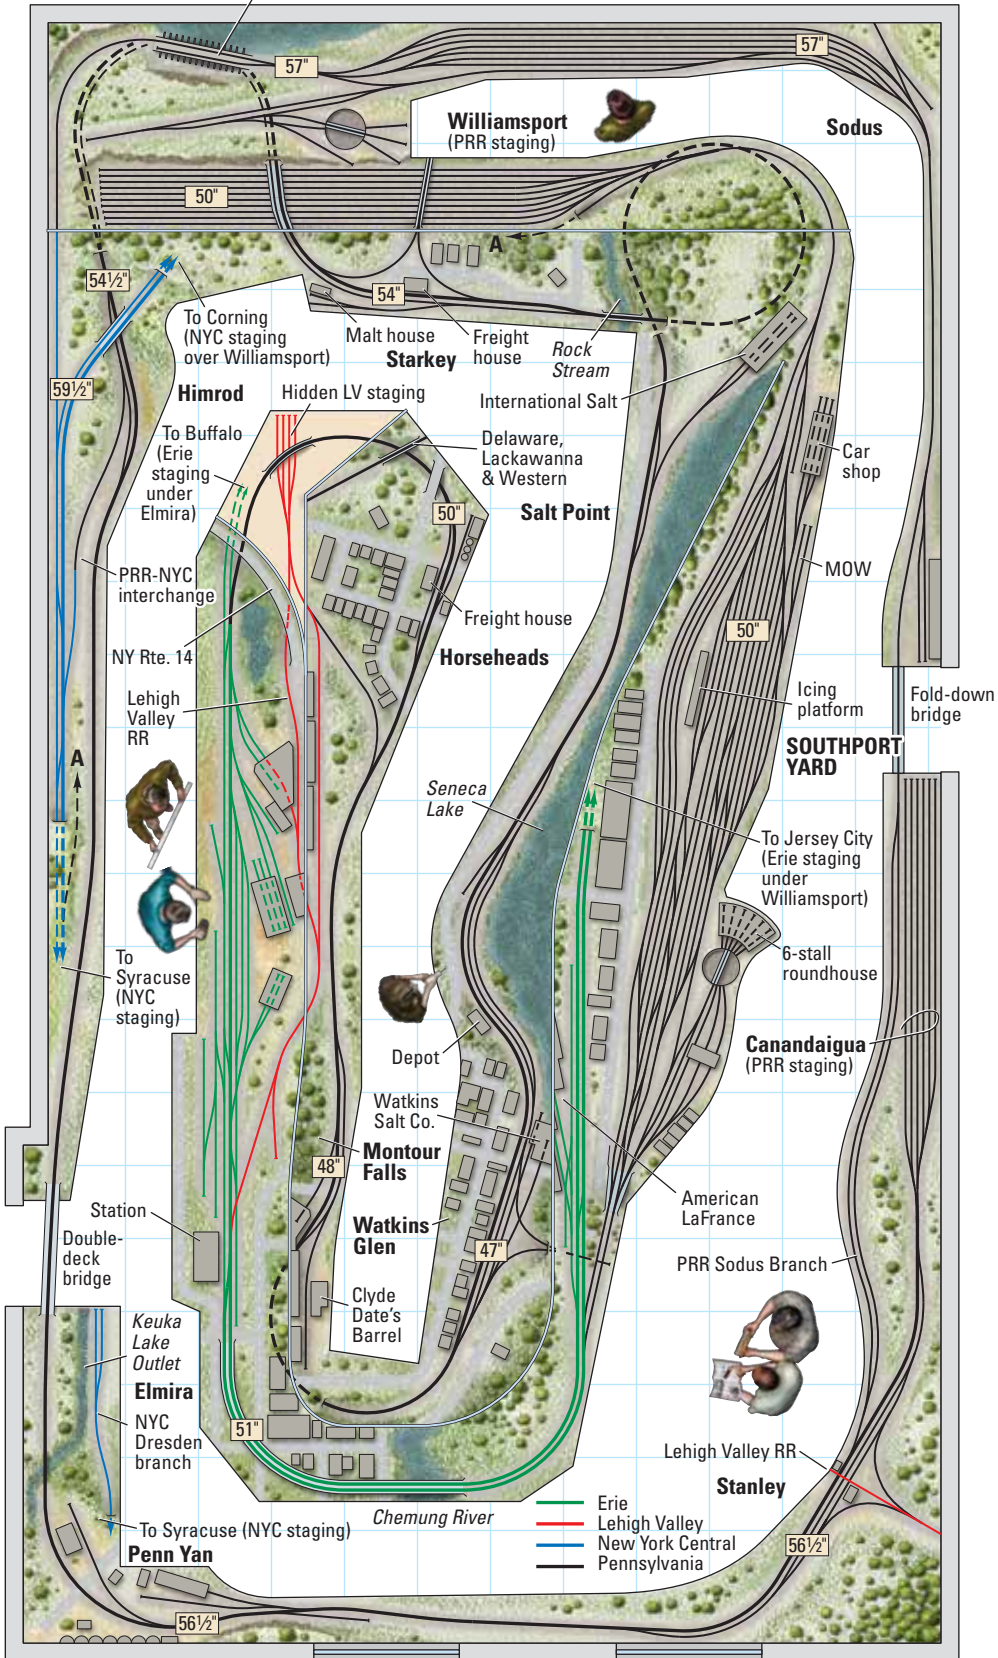 57"
57"
Williamsport
(PRR staging)
Sodus
50"
A
54½"
54"
To Corning
(NYC staging
over Williamsport)
Malt house
Freight
house
Starkey
Rock
Stream
59½"
Himrod
Hidden LV staging
International Salt
To Buffalo
(Erie
staging
under
Elmira)
Delaware,
Lackawanna
& Western
Car
shop
50"
Salt Point
PRR-NYC
interchange
MOW
Freight house
50"
NY Rte. 14
Horseheads
Lehigh
Valley
RR
Icing
platform
Fold-down
bridge
SOUTHPORT
YARD
A
Seneca
Lake
To Jersey City
(Erie staging
under
Williamsport)
To
Syracuse
(NYC
staging)
6-stall
roundhouse
Depot
Canandaigua
(PRR staging)
Watkins
Salt Co.
48"
Montour
Falls
American
LaFrance
Station
Watkins
Glen
47"
Double-
deck
bridge
PRR Sodus Branch
Clyde
Date's
Barrel
Keuka
Lake
Outlet
Elmira
NYC
Dresden
branch
51"
Lehigh Valley RR
Stanley
Chemung River
Erie
Lehigh Valley
New York Central
Pennsylvania
To Syracuse (NYC staging)
Penn Yan
56½"
56½"